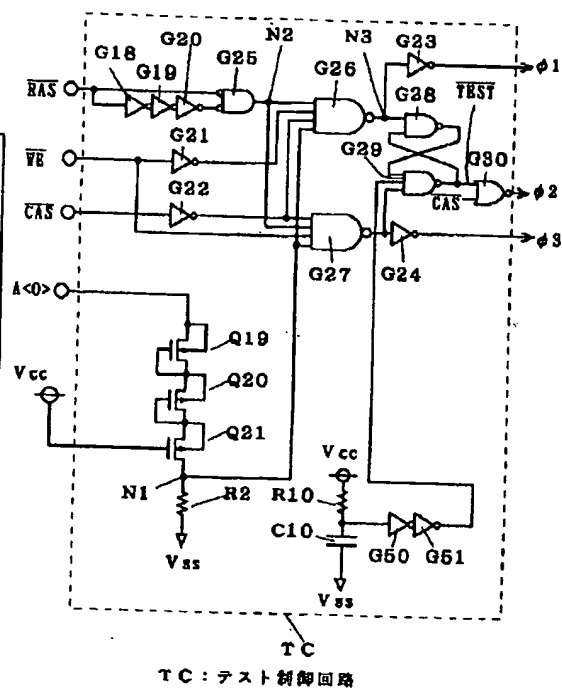 G18
G19
G20
G25
N2
N3
G23
φ1
RAS
G26
G28
TEST
G21
WE
G29
G30
G22
CAS
CAS
φ2
φ3
G27
G24
A<0>
Q19
Vcc
Q20
Q21
Vcc
N1
R2
R10
C10
G50
G51
Vss
Vss
TC
TC：テスト制御回路